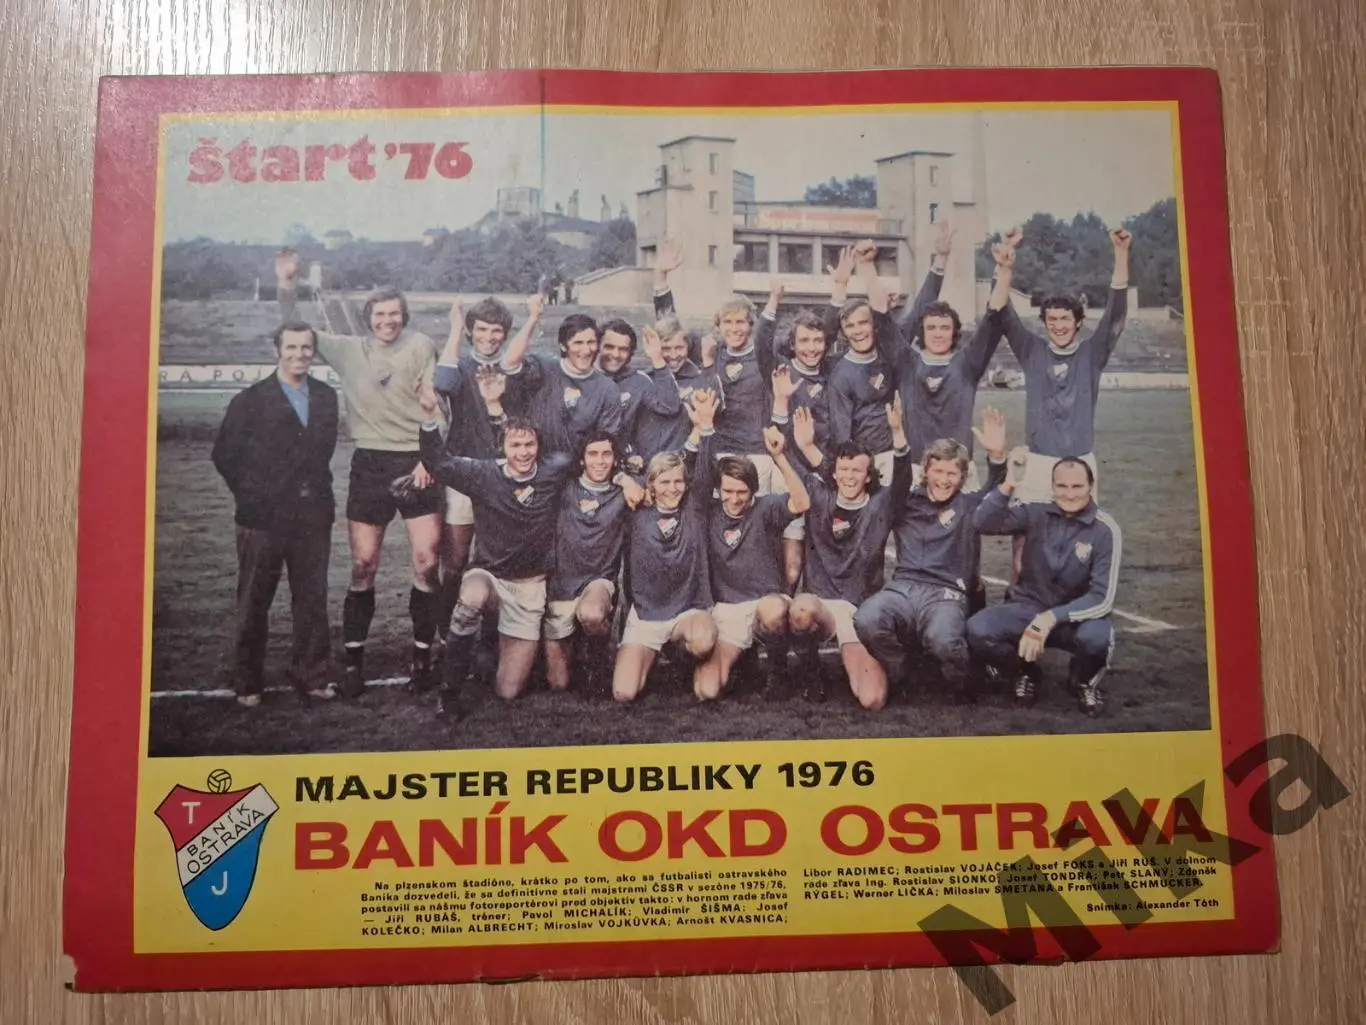 štart '76
RA POL
MAJSTER REPUBLIKY 1976
BANÍK OKD OSTRAVA
T
BANÍK
OSTRAVA
J
Na plzenskom štadióne, krátko po tom, ako sa futbalisti ostravského
Baníka dozvedeli, že sa definitívne stali majstrami ČSSR v sezóne 1975/76,
postavili sa nášmu fotoreportérovi pred objektív takto: v hornom rade zľava
— Jiří RUBÁŠ, tréner; Pavol MICHALÍK; Vladimír ŠIŠMA; Josef
KOLEČKO; Milan ALBRECHT; Miroslav VOJKŮVKA; Arnošt KVASNICA;
Libor RADIMEC; Rostislav VOJÁČEK; Josef FOKS a Jiří RUŠ. V dolnom
rade zľava Ing. Rostislav SIONKO; Josef TONDRA; Petr SLANÝ; Zdeněk
RÝGEL; Werner LIČKA; Miloslav SMETANA a František SCHMUCKER.
Snímka: Alexander Tóth
Mika